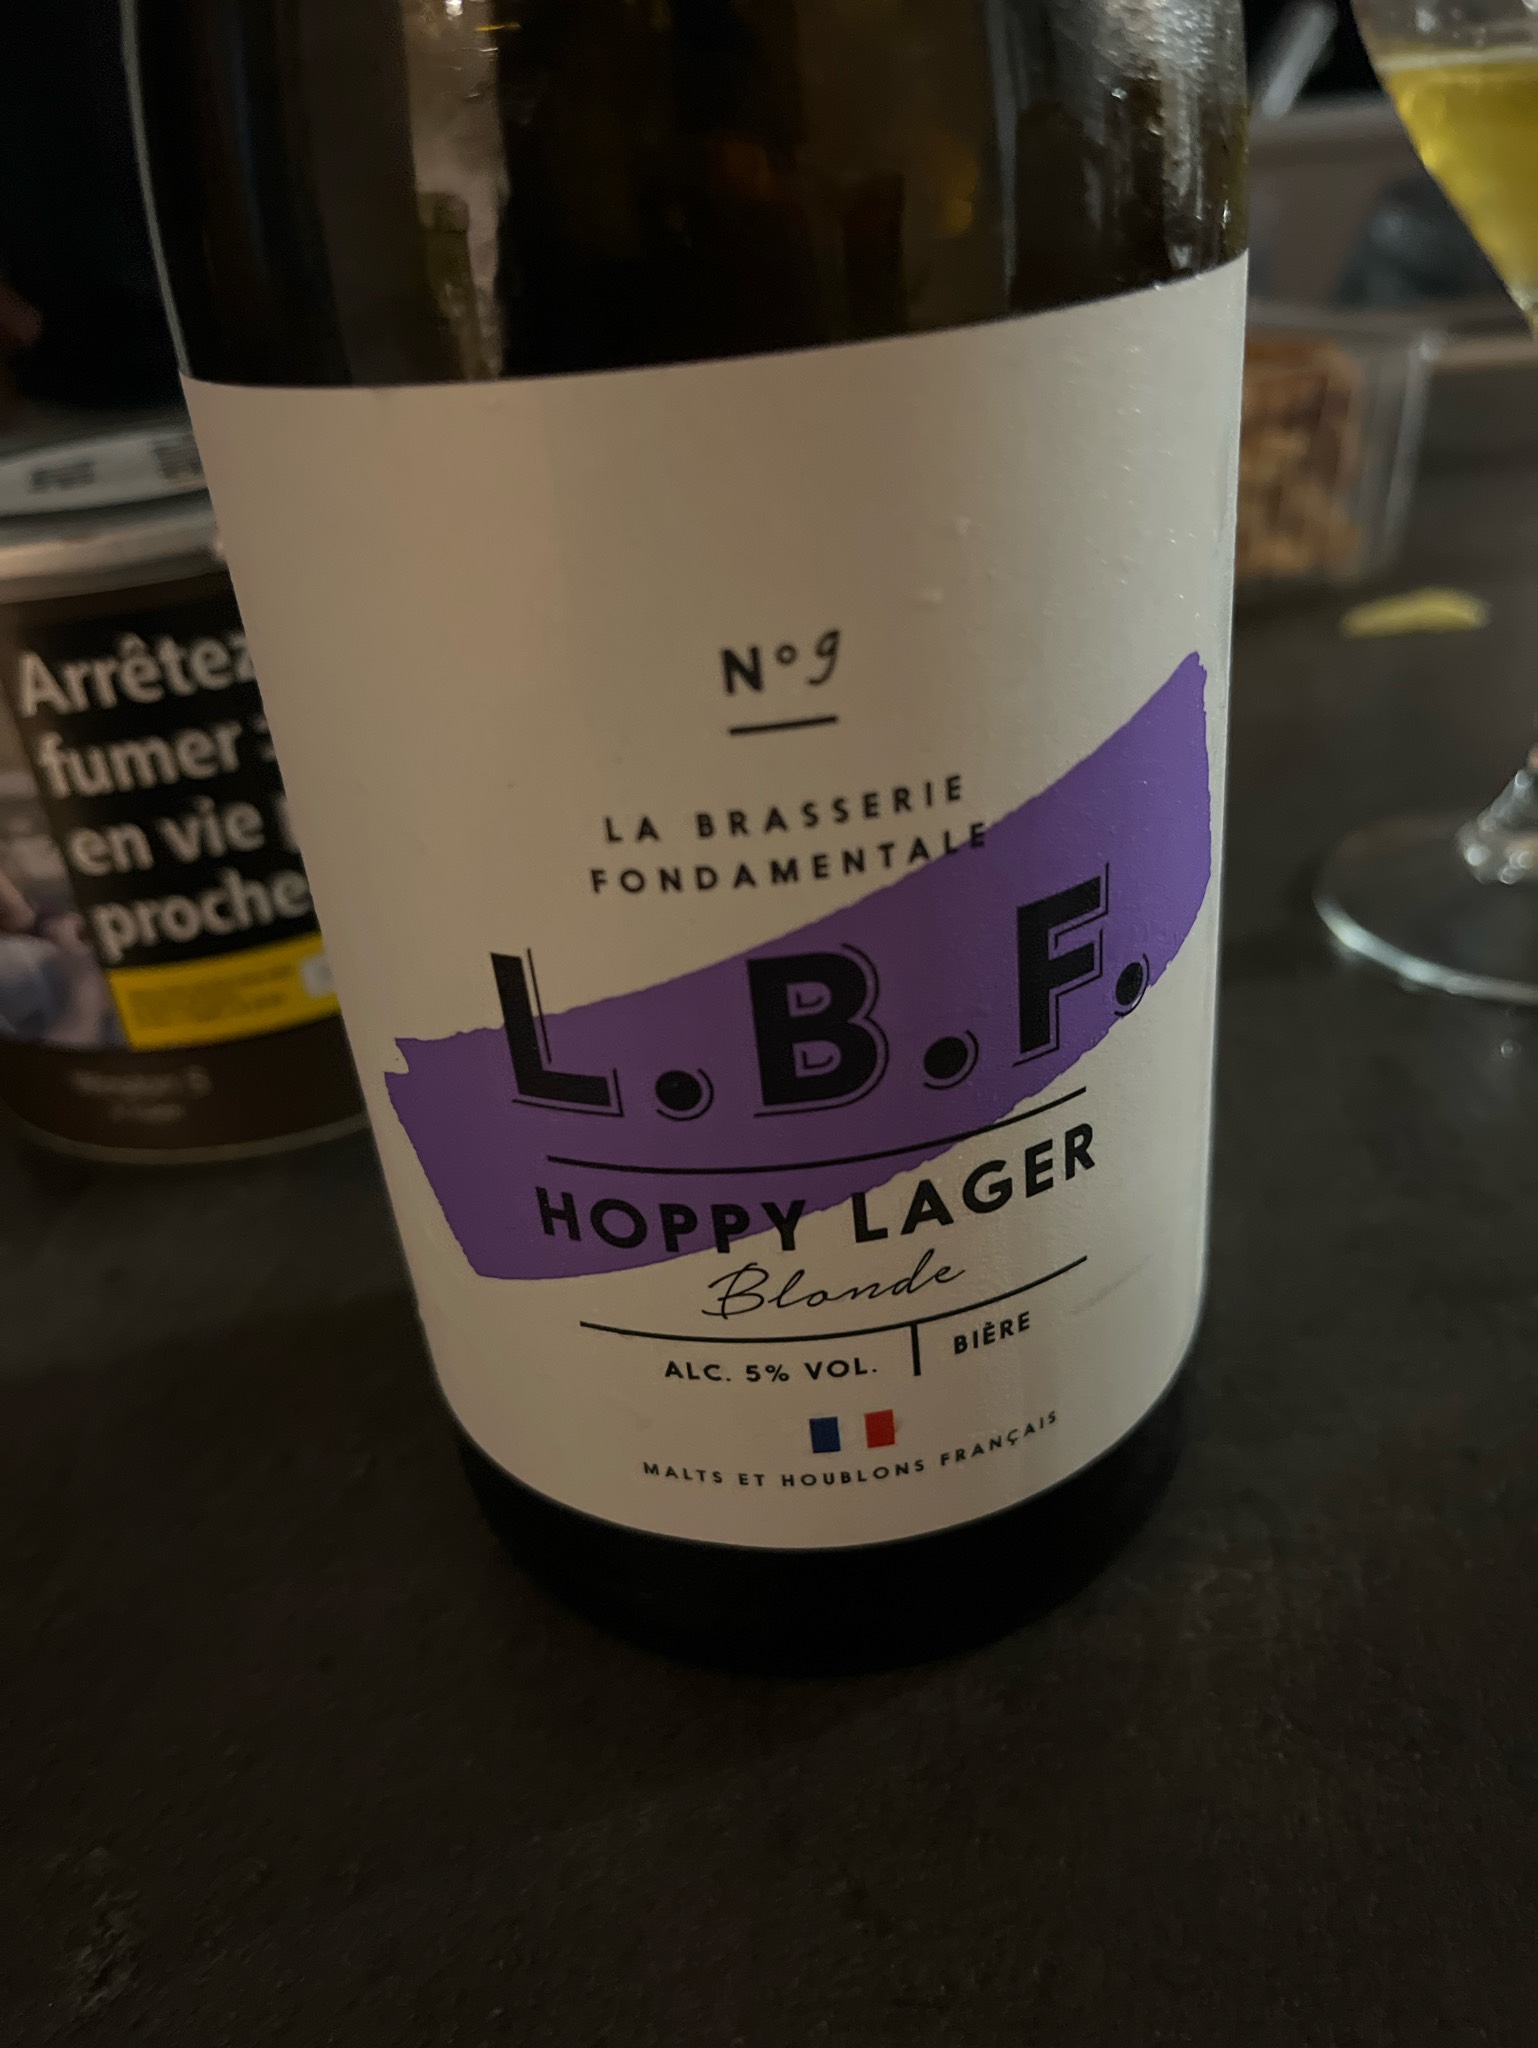 N° 9
LA BRASSERIE
FONDAMENTALE
L.B.F.
HOPPY LAGER
Blonde
ALC. 5% VOL.
BIÈRE
MALTS ET HOUBLONS FRANÇAIS
Arrêtez
fumer :
en vie
proche